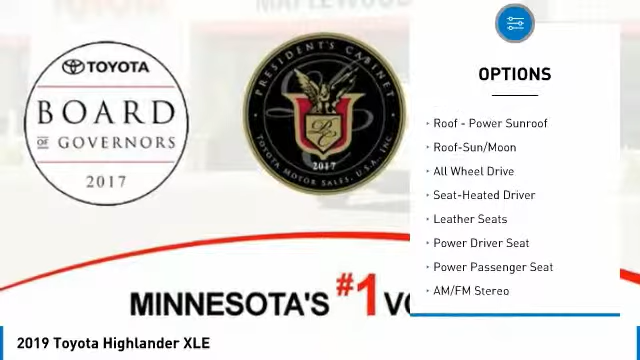 MAPLEWOOD
TOYOTA
BOARD
OF GOVERNORS
2017
PRESIDENT'S CABINET
2017
TOYOTA MOTOR SALES, U.S.A., INC.
OPTIONS
Roof - Power Sunroof
Roof-Sun/Moon
All Wheel Drive
Seat-Heated Driver
Leather Seats
Power Driver Seat
Power Passenger Seat
AM/FM Stereo
MINNESOTA'S #1 VO
2019 Toyota Highlander XLE